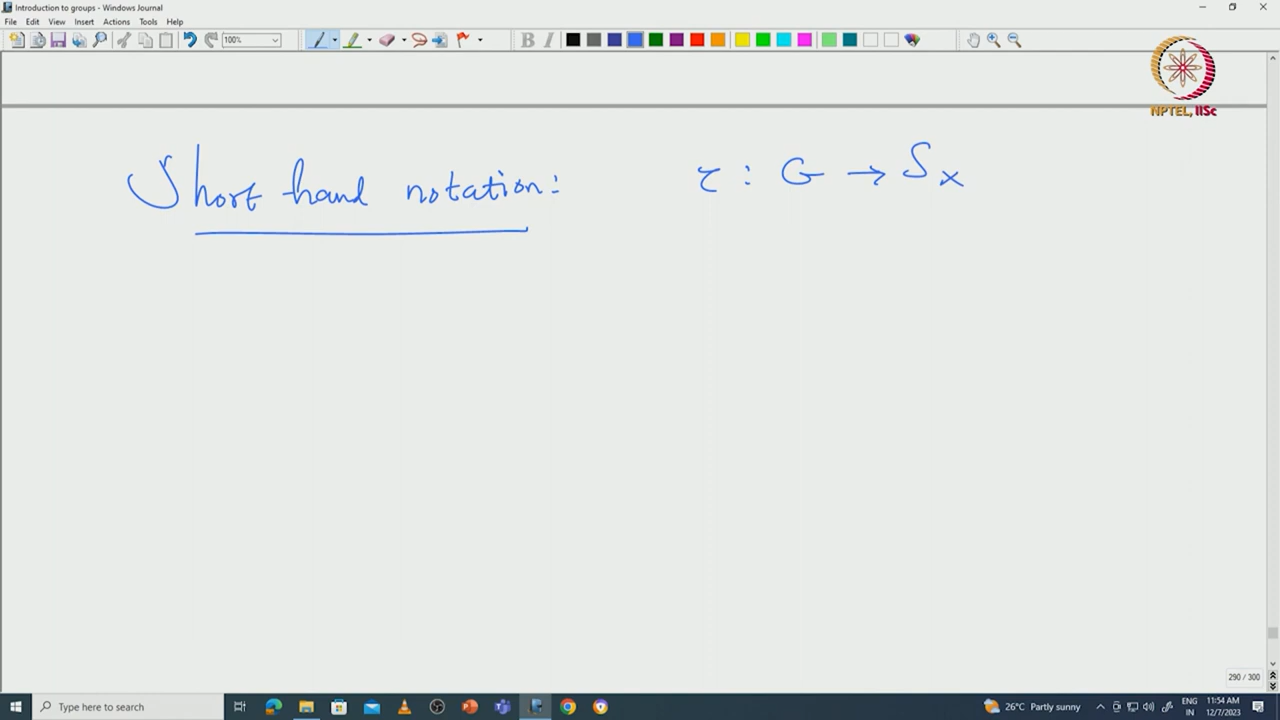 Introduction to groups - Windows Journal
File Edit View Insert Actions Tools Help
100%
B I
NPTEL, IISc
Short hand notation: τ : G → S_X
290 / 300
Type here to search
26°C Partly sunny
ENG
IN
11:54 AM
12/7/2023